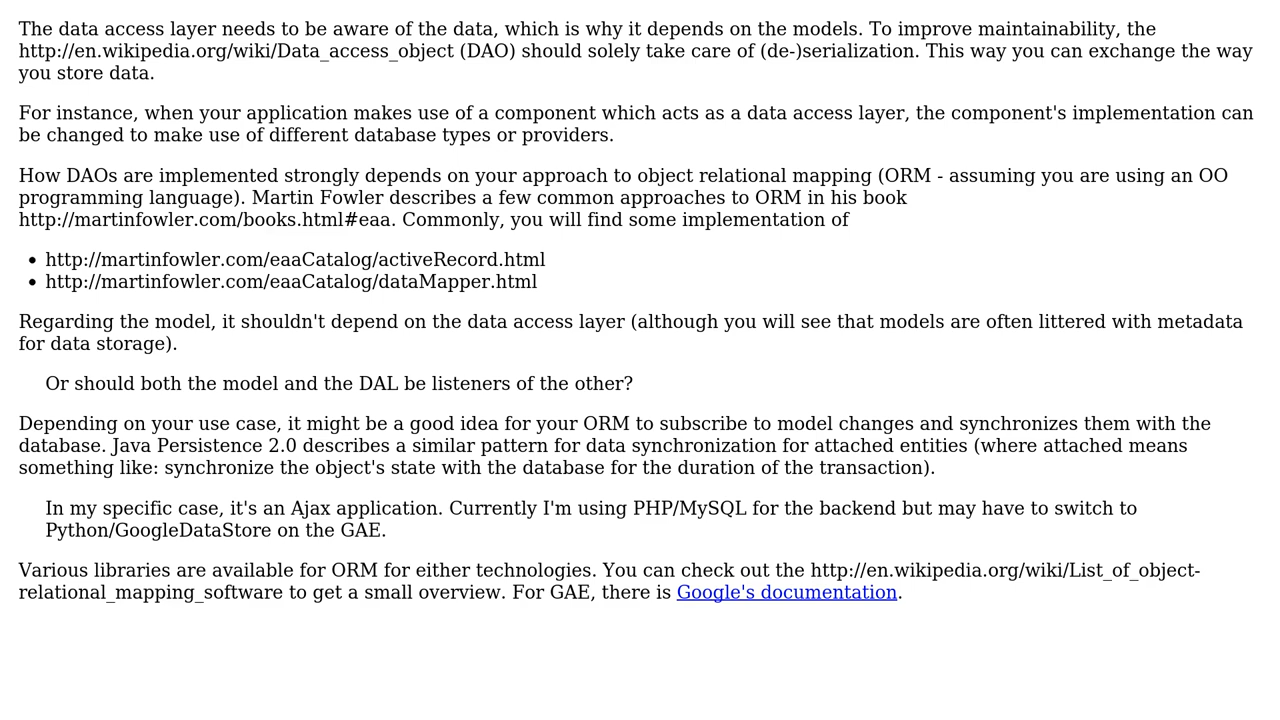 The data access layer needs to be aware of the data, which is why it depends on the models. To improve maintainability, the
http://en.wikipedia.org/wiki/Data_access_object (DAO) should solely take care of (de-)serialization. This way you can exchange the way
you store data.
For instance, when your application makes use of a component which acts as a data access layer, the component's implementation can
be changed to make use of different database types or providers.
How DAOs are implemented strongly depends on your approach to object relational mapping (ORM - assuming you are using an OO
programming language). Martin Fowler describes a few common approaches to ORM in his book
http://martinfowler.com/books.html#eaa. Commonly, you will find some implementation of
• http://martinfowler.com/eaaCatalog/activeRecord.html
• http://martinfowler.com/eaaCatalog/dataMapper.html
Regarding the model, it shouldn't depend on the data access layer (although you will see that models are often littered with metadata
for data storage).
Or should both the model and the DAL be listeners of the other?
Depending on your use case, it might be a good idea for your ORM to subscribe to model changes and synchronizes them with the
database. Java Persistence 2.0 describes a similar pattern for data synchronization for attached entities (where attached means
something like: synchronize the object's state with the database for the duration of the transaction).
In my specific case, it's an Ajax application. Currently I'm using PHP/MySQL for the backend but may have to switch to
Python/GoogleDataStore on the GAE.
Various libraries are available for ORM for either technologies. You can check out the http://en.wikipedia.org/wiki/List_of_object-
relational_mapping_software to get a small overview. For GAE, there is Google's documentation.